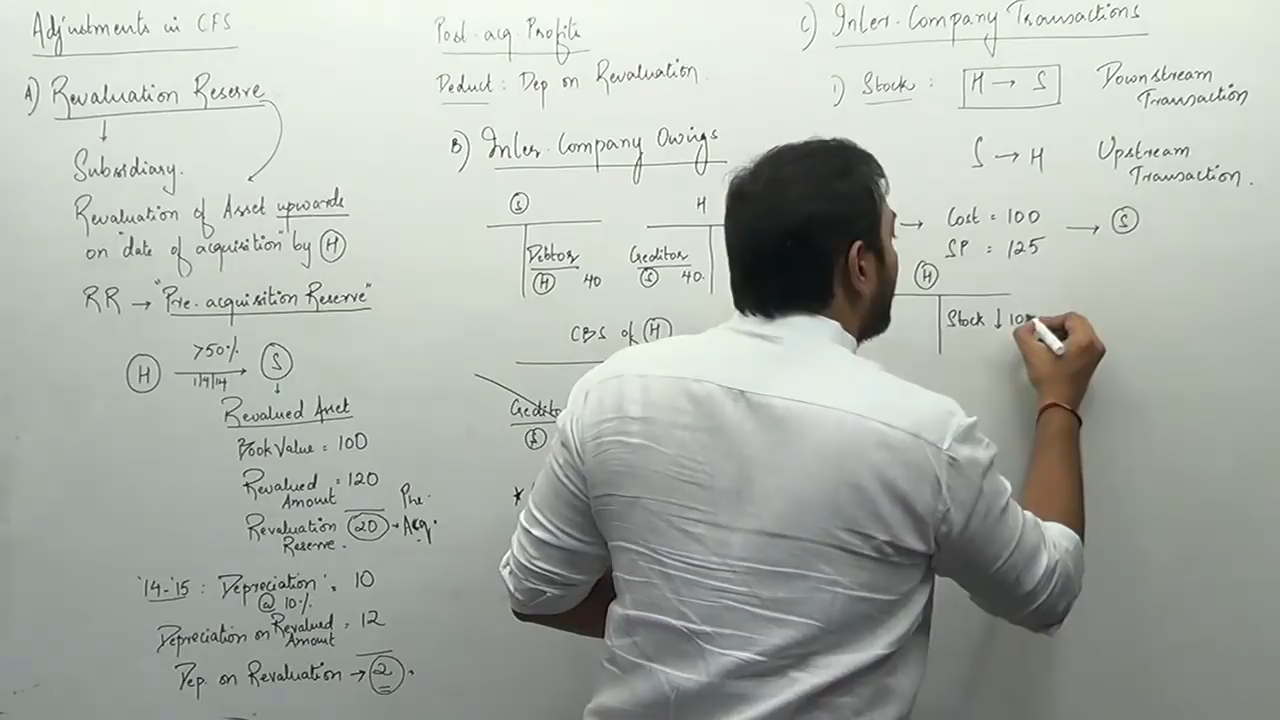 Adjustments in CFS
A) Revaluation Reserve
Subsidiary.
Revaluation of Asset upwards
on "date of acquisition" by H
RR → "Pre-acquisition Reserve"
H >50% S
1/4/14
Revalued Asset
Book Value = 100
Revalued Amount = 120
Revaluation Reserve. 20 → Pre. Acq.
'14-'15 : Depreciation = 10
@ 10%
Depreciation on Revalued Amount = 12
Dep. on Revaluation → 2.
Post-acq. Profits
Deduct : Dep on Revaluation.
B) Inter-Company Owings
S H
Debtor Creditor
H 40 S 40.
CBS of H
S
*
C) Inter-Company Transactions
1) Stock : H → S Downstream Transaction
S → H Upstream Transaction.
→ Cost = 100 → S
SP = 125
H
Stock ↓